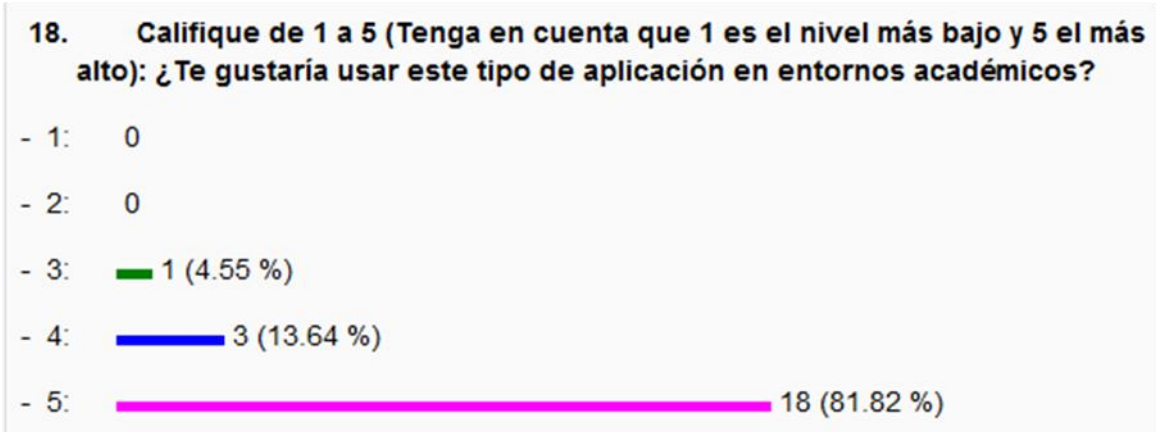 18. Califique de 1 a 5 (Tenga en cuenta que 1 es el nivel más bajo y 5 el más
alto): ¿Te gustaría usar este tipo de aplicación en entornos académicos?
- 1: 0
- 2: 0
- 3: 1 (4.55 %)
- 4: 3 (13.64 %)
- 5: 18 (81.82 %)